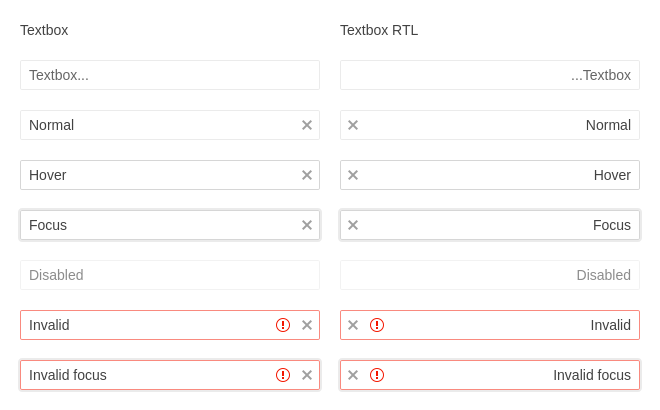 Textbox
Textbox RTL
Textbox...
...Textbox
Normal
Normal
Hover
Hover
Focus
Focus
Disabled
Disabled
Invalid
Invalid
Invalid focus
Invalid focus